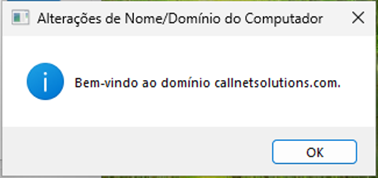 Alterações de Nome/Domínio do Computador
Bem-vindo ao domínio callnetsolutions.com.
OK